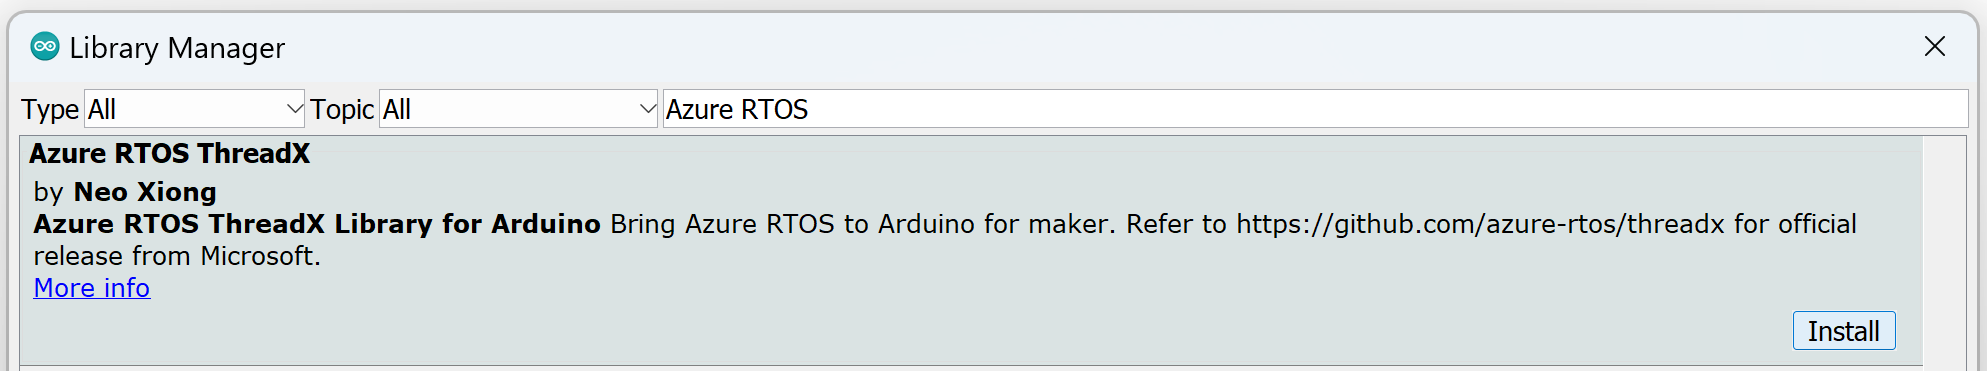 Library Manager
Type All Topic All Azure RTOS
Azure RTOS ThreadX
by Neo Xiong
Azure RTOS ThreadX Library for Arduino Bring Azure RTOS to Arduino for maker. Refer to https://github.com/azure-rtos/threadx for official
release from Microsoft.
More info
Install